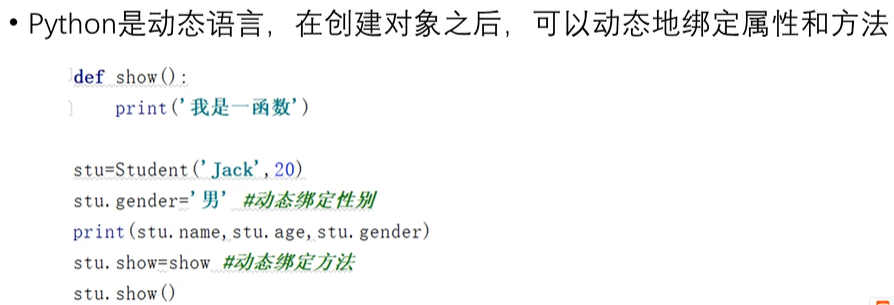 • Python是动态语言，在创建对象之后，可以动态地绑定属性和方法
def show():
    print('我是一函数')
stu=Student('Jack',20)
stu.gender='男' #动态绑定性别
print(stu.name,stu.age,stu.gender)
stu.show=show #动态绑定方法
stu.show()